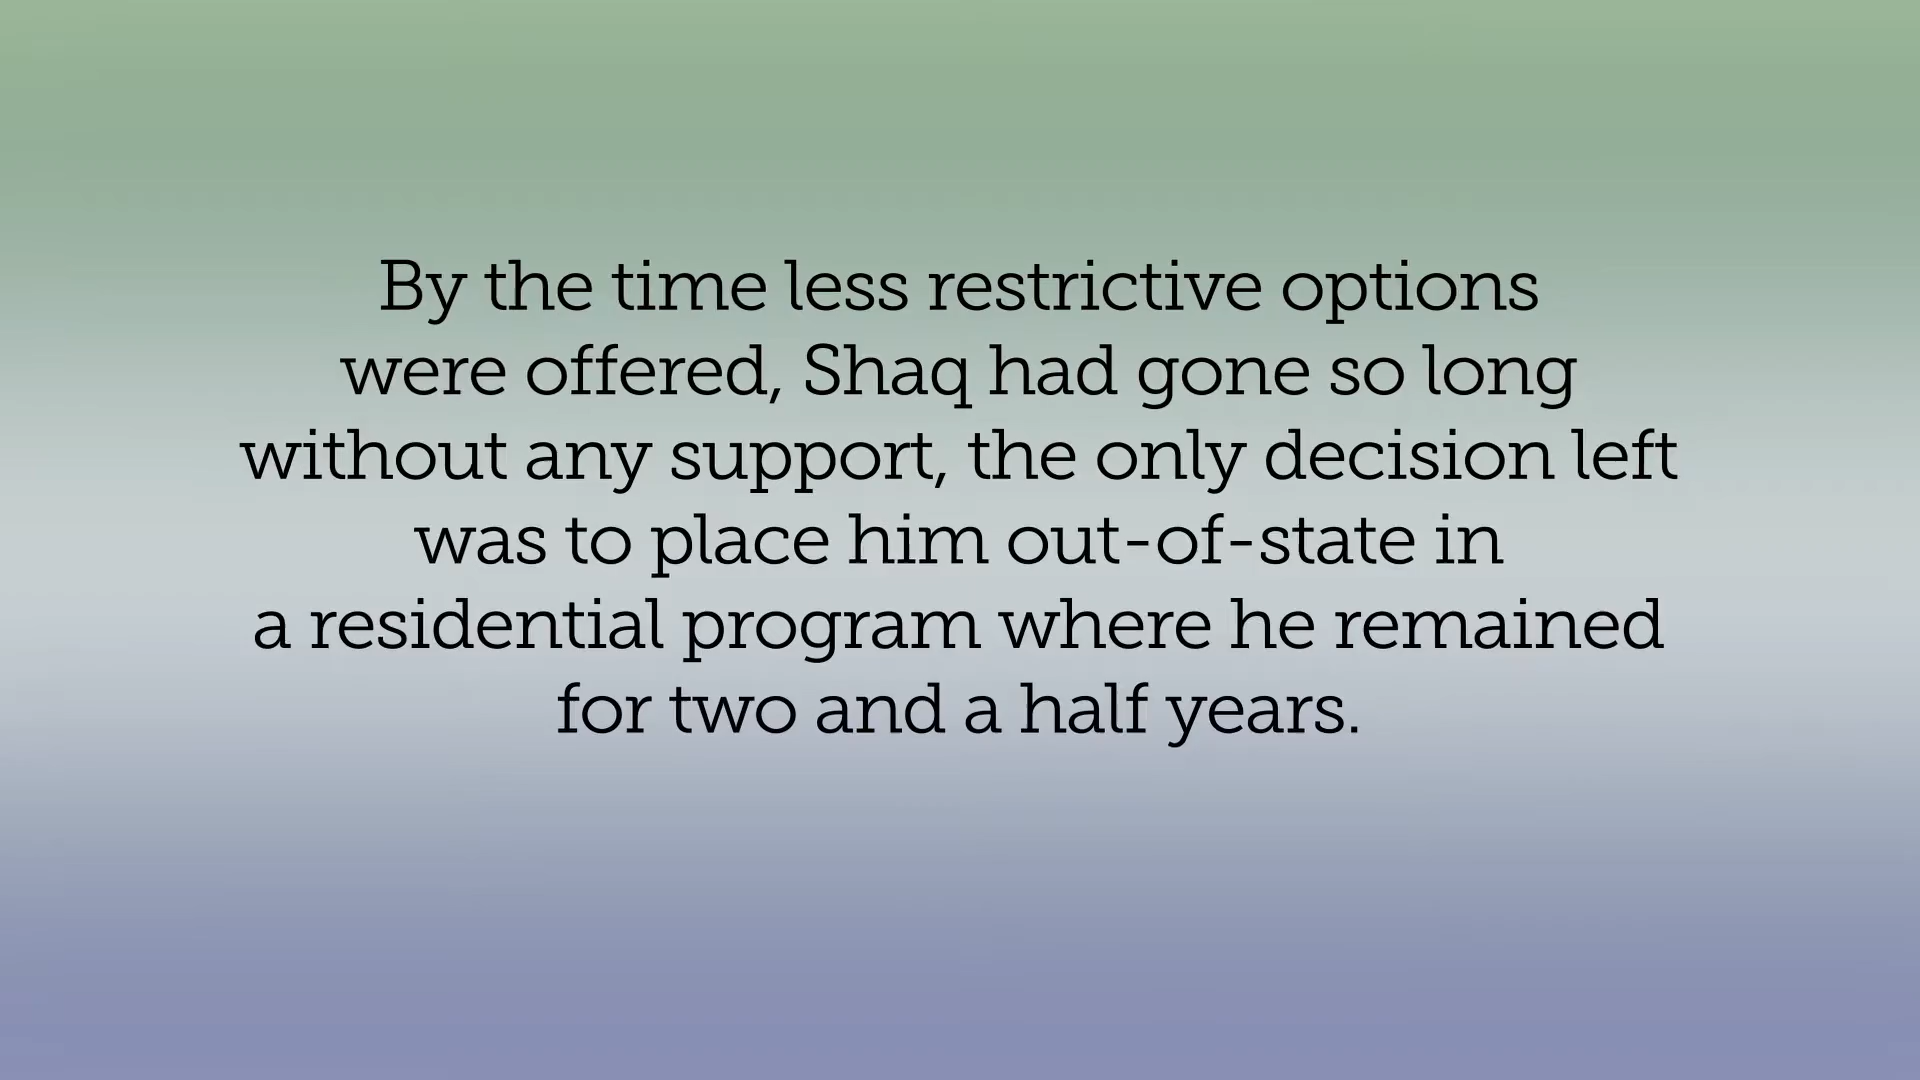 By the time less restrictive options
were offered, Shaq had gone so long
without any support, the only decision left
was to place him out-of-state in
a residential program where he remained
for two and a half years.